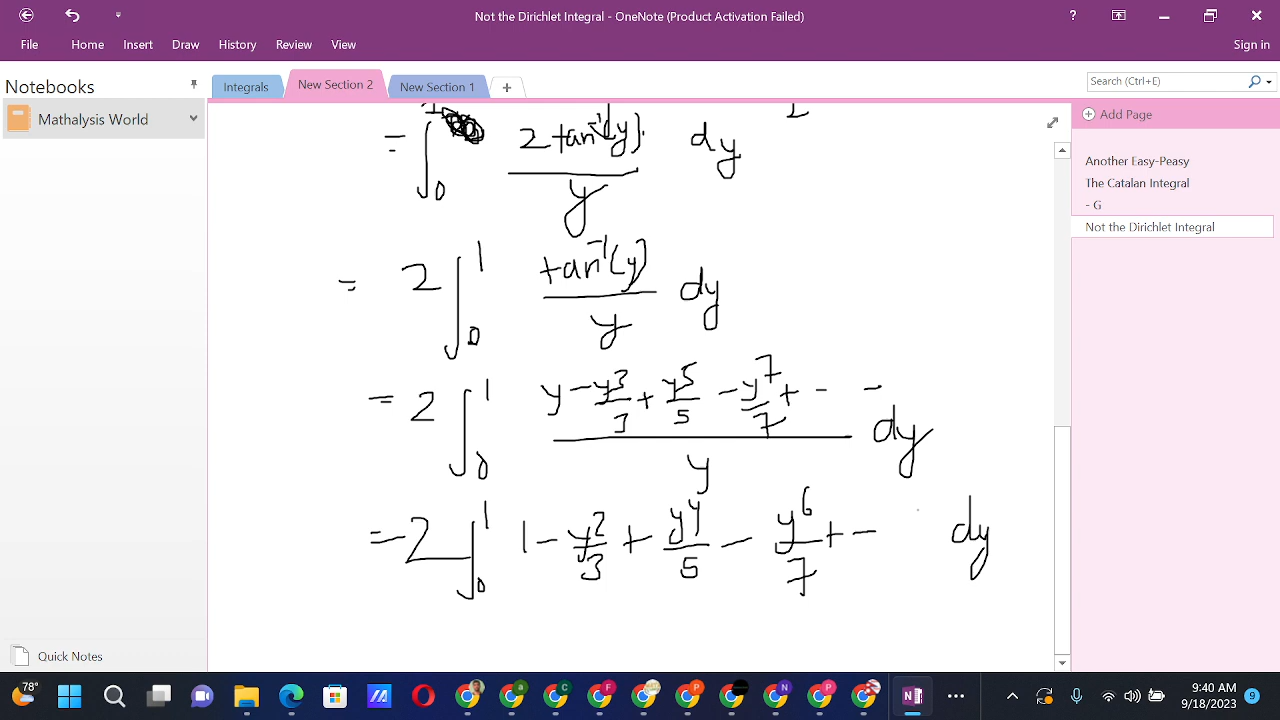 Not the Dirichlet Integral - OneNote (Product Activation Failed)
?
File Home Insert Draw History Review View
Sign in
Notebooks
Integrals New Section 2 New Section 1 +
Search (Ctrl+E)
Mathalysis World
Add Page
Another Easy-Peasy
The Catalan Integral
- G
Not the Dirichlet Integral
= ∫₀¹ 2 tan⁻¹(y) / y dy
= 2 ∫₀¹ tan⁻¹(y) / y dy
= 2 ∫₀¹ (y - y³/3 + y⁵/5 - y⁷/7 + - -) / y dy
= 2 ∫₀¹ 1 - y²/3 + y⁴/5 - y⁶/7 + - dy
Quick Notes
78°
9:40 AM
9/18/2023